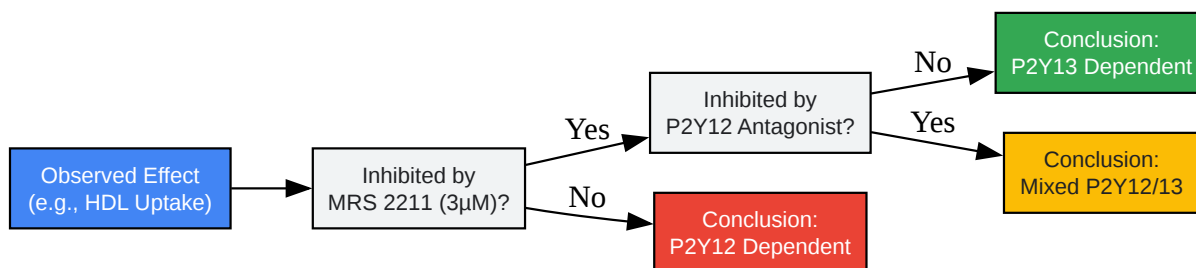 Observed Effect
(e.g., HDL Uptake)
Inhibited by
MRS 2211 (3µM)?
Yes
No
Inhibited by
P2Y12 Antagonist?
Conclusion:
P2Y12 Dependent
No
Yes
Conclusion:
P2Y13 Dependent
Conclusion:
Mixed P2Y12/13